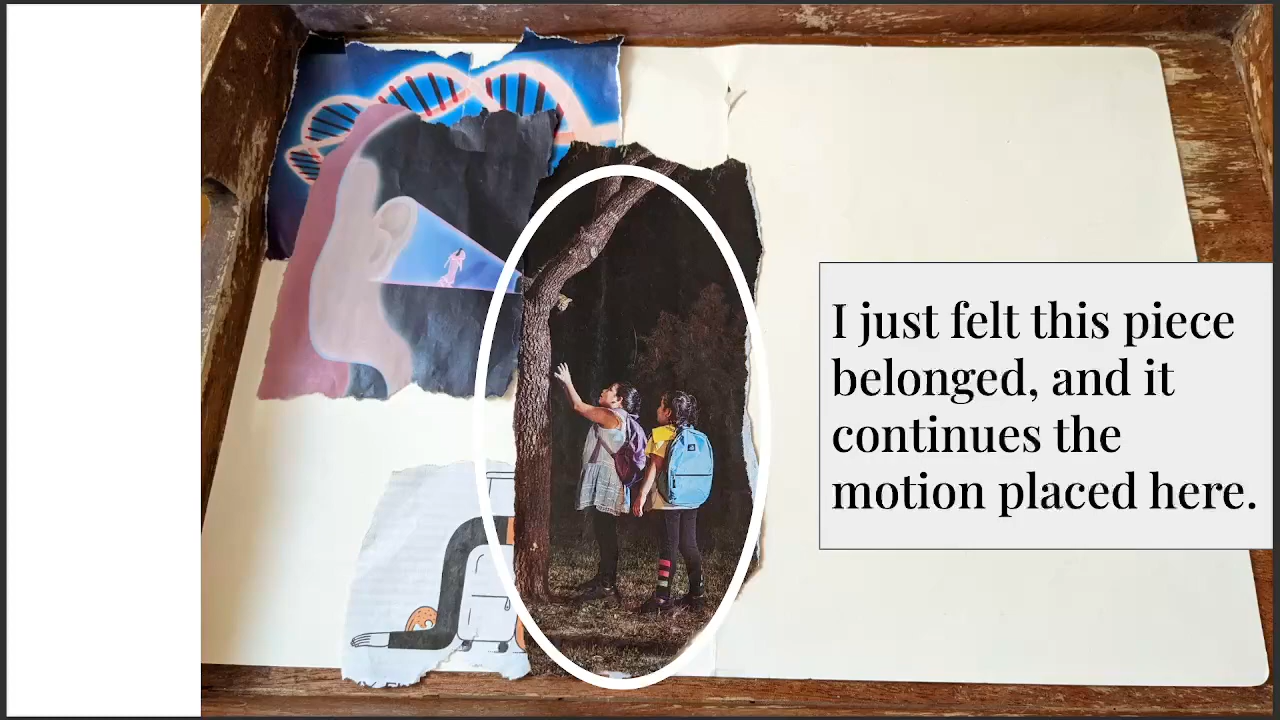 I just felt this piece
belonged, and it
continues the
motion placed here.